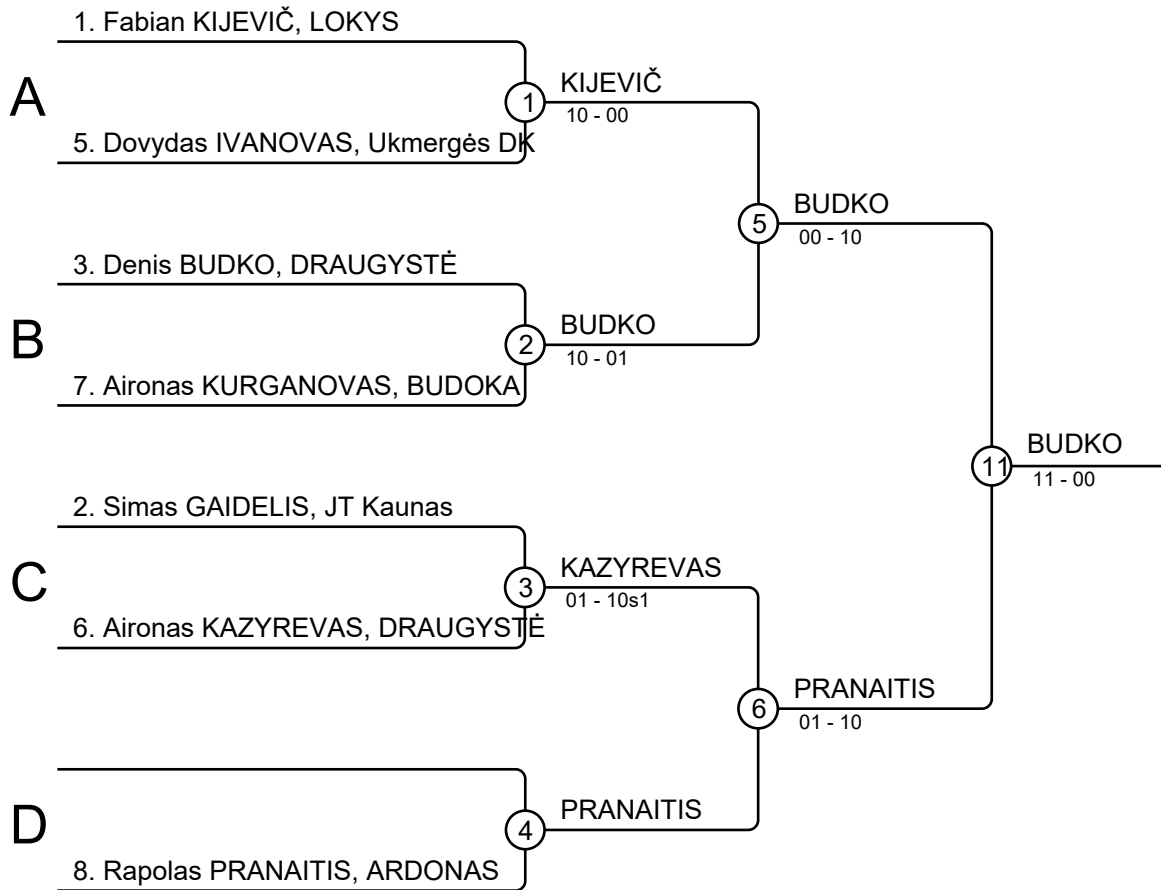 1. Fabian KIJEVIČ, LOKYS
A
1
KIJEVIČ
10 - 00
5. Dovydas IVANOVAS, Ukmergės DK
5
BUDKO
00 - 10
3. Denis BUDKO, DRAUGYSTĖ
B
2
BUDKO
10 - 01
7. Aironas KURGANOVAS, BUDOKA
11
BUDKO
11 - 00
2. Simas GAIDELIS, JT Kaunas
C
3
KAZYREVAS
01 - 10s1
6. Aironas KAZYREVAS, DRAUGYSTĖ
6
PRANAITIS
01 - 10
D
4
PRANAITIS
8. Rapolas PRANAITIS, ARDONAS